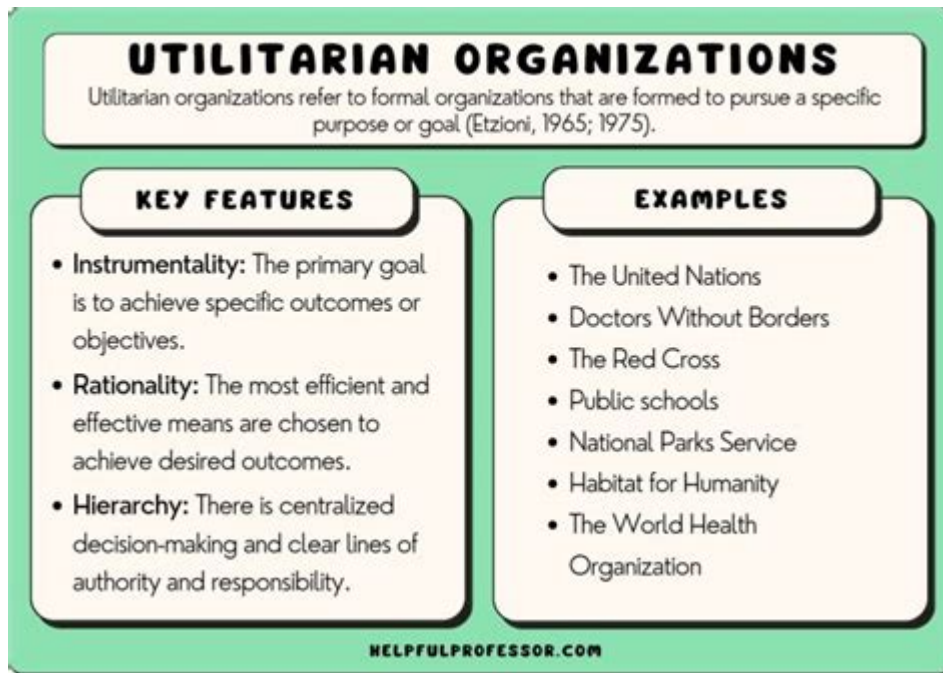 UTILITARIAN ORGANIZATIONS
Utilitarian organizations refer to formal organizations that are formed to pursue a specific
purpose or goal (Etzioni, 1965; 1975).
KEY FEATURES
• Instrumentality: The primary goal
is to achieve specific outcomes or
objectives.
• Rationality: The most efficient and
effective means are chosen to
achieve desired outcomes.
• Hierarchy: There is centralized
decision-making and clear lines of
authority and responsibility.
EXAMPLES
• The United Nations
• Doctors Without Borders
• The Red Cross
• Public schools
• National Parks Service
• Habitat for Humanity
• The World Health
Organization
HELPFULPROFESSOR.COM